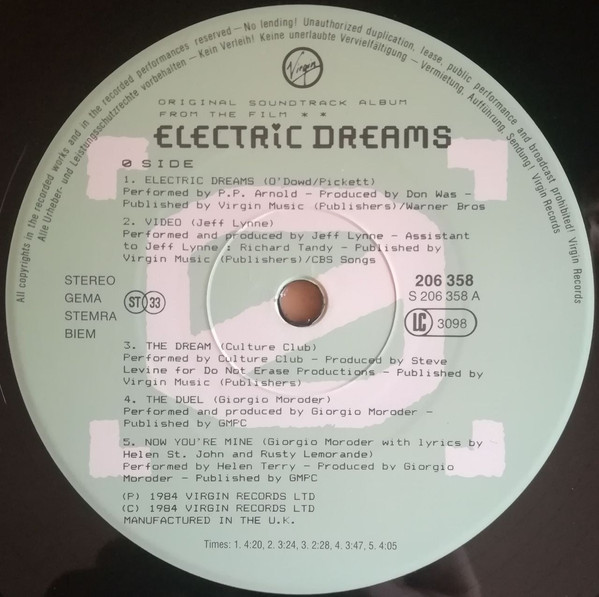 All copyrights in the recorded works and in the recorded performances reserved – No lending! Unauthorized duplication, lease, public performance and broadcast prohibited! Virgin Records
Alle Urheber- und Leistungsschutzrechte vorbehalten – Kein Verleih! Keine unerlaubte Vervielfältigung – Vermietung, Aufführung, Sendung! Virgin Records
Virgin
ORIGINAL SOUNDTRACK ALBUM
FROM THE FILM * *
ELECTRIC DREAMS
0 SIDE
1. ELECTRIC DREAMS (O'Dowd/Pickett)
Performed by P.P. Arnold – Produced by Don Was –
Published by Virgin Music (Publishers)/Warner Bros
2. VIDEO (Jeff Lynne)
Performed and produced by Jeff Lynne – Assistant
to Jeff Lynne : Richard Tandy – Published by
Virgin Music (Publishers)/CBS Songs
STEREO
GEMA
STEMRA
BIEM
ST 33
206 358
S 206 358 A
LC 3098
3. THE DREAM (Culture Club)
Performed by Culture Club – Produced by Steve
Levine for Do Not Erase Productions – Published by
Virgin Music (Publishers)
4. THE DUEL (Giorgio Moroder)
Performed and produced by Giorgio Moroder –
Published by GMPC
5. NOW YOU'RE MINE (Giorgio Moroder with lyrics by
Helen St. John and Rusty Lemorande)
Performed by Helen Terry – Produced by Giorgio
Moroder – Published by GMPC
(P) 1984 VIRGIN RECORDS LTD
(C) 1984 VIRGIN RECORDS LTD
MANUFACTURED IN THE U.K.
Times: 1. 4:20, 2. 3:24, 3. 2:28, 4. 3:47, 5. 4:05